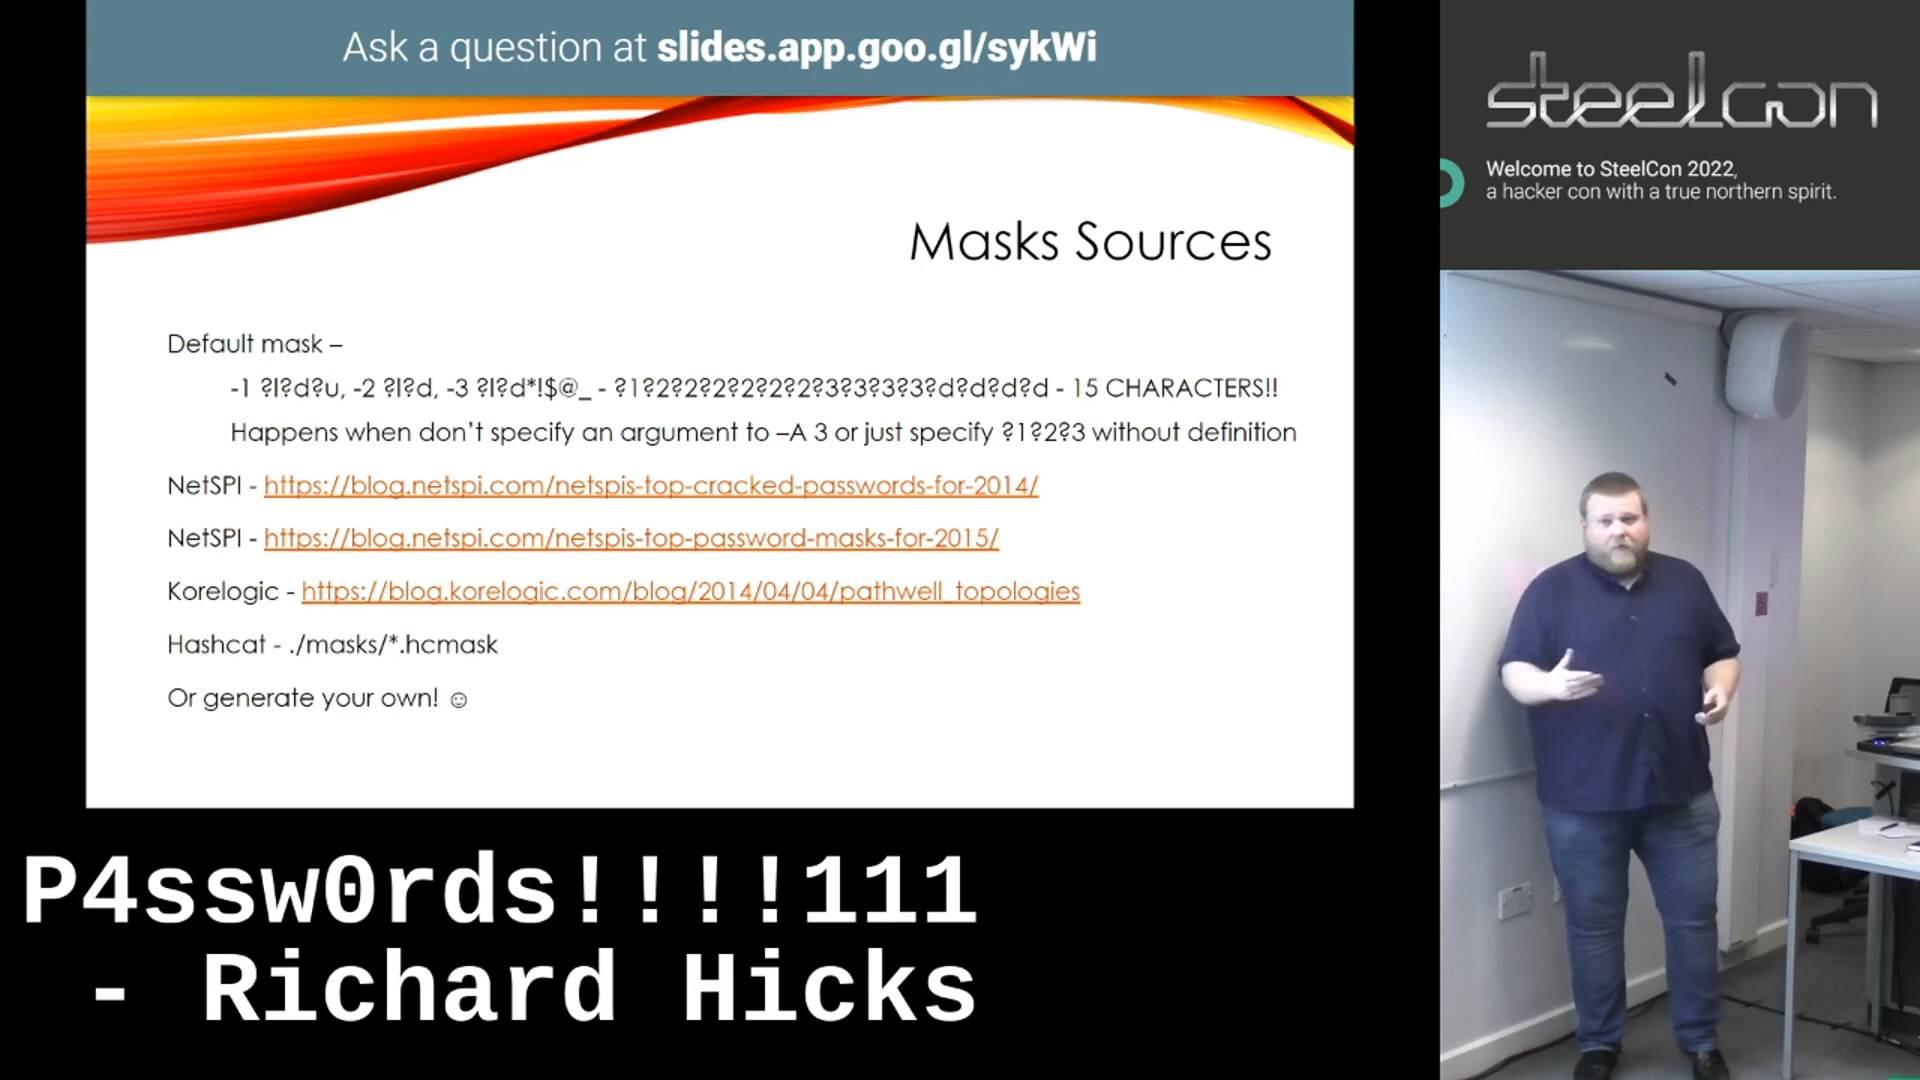 Ask a question at slides.app.goo.gl/sykWi
steelcon
Welcome to SteelCon 2022,
a hacker con with a true northern spirit.
Masks Sources
Default mask –
-1 ?l?d?u, -2 ?l?d, -3 ?l?d*!$@_ - ?1?2?2?2?2?2?2?3?3?3?3?d?d?d?d - 15 CHARACTERS!!
Happens when don't specify an argument to –A 3 or just specify ?1?2?3 without definition
NetSPI - https://blog.netspi.com/netspis-top-cracked-passwords-for-2014/
NetSPI - https://blog.netspi.com/netspis-top-password-masks-for-2015/
Korelogic - https://blog.korelogic.com/blog/2014/04/04/pathwell_topologies
Hashcat - ./masks/*.hcmask
Or generate your own! ☺
P4ssw0rds!!!!111
- Richard Hicks